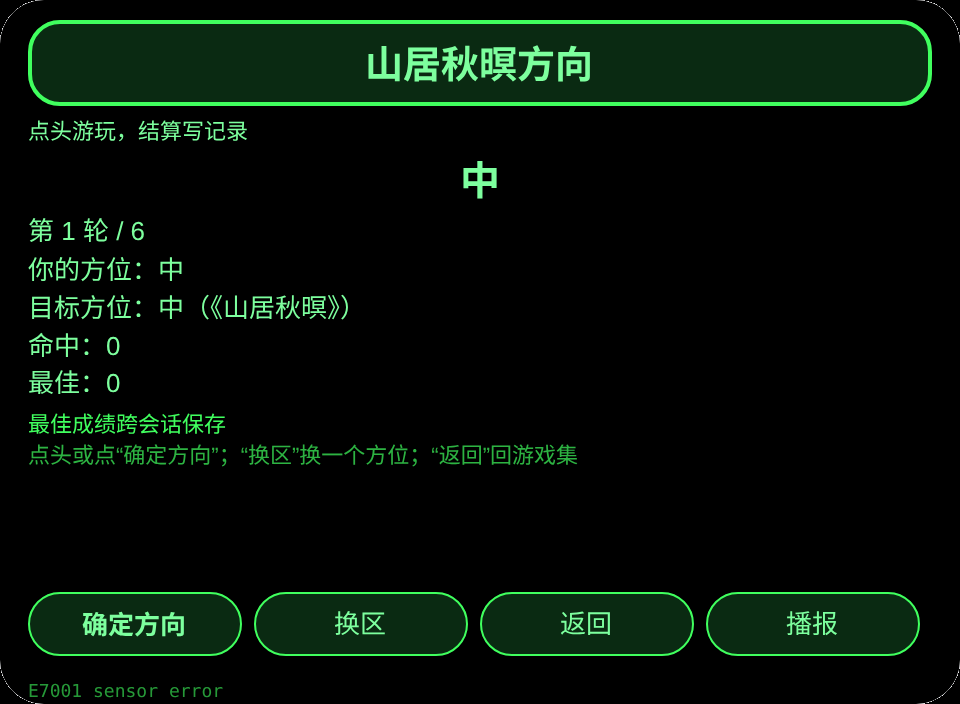 山居秋暝方向
点头游玩，结算写记录
中
第 1 轮 / 6
你的方位：中
目标方位：中（《山居秋暝》）
命中：0
最佳：0
最佳成绩跨会话保存
点头或点“确定方向”；“换区”换一个方位；“返回”回游戏集
确定方向
换区
返回
播报
E7001 sensor error